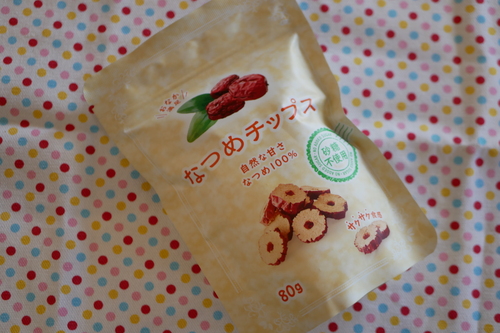 なつめチップス
自然な甘さ
なつめ100%
砂糖
不使用
サクサク食感
80g